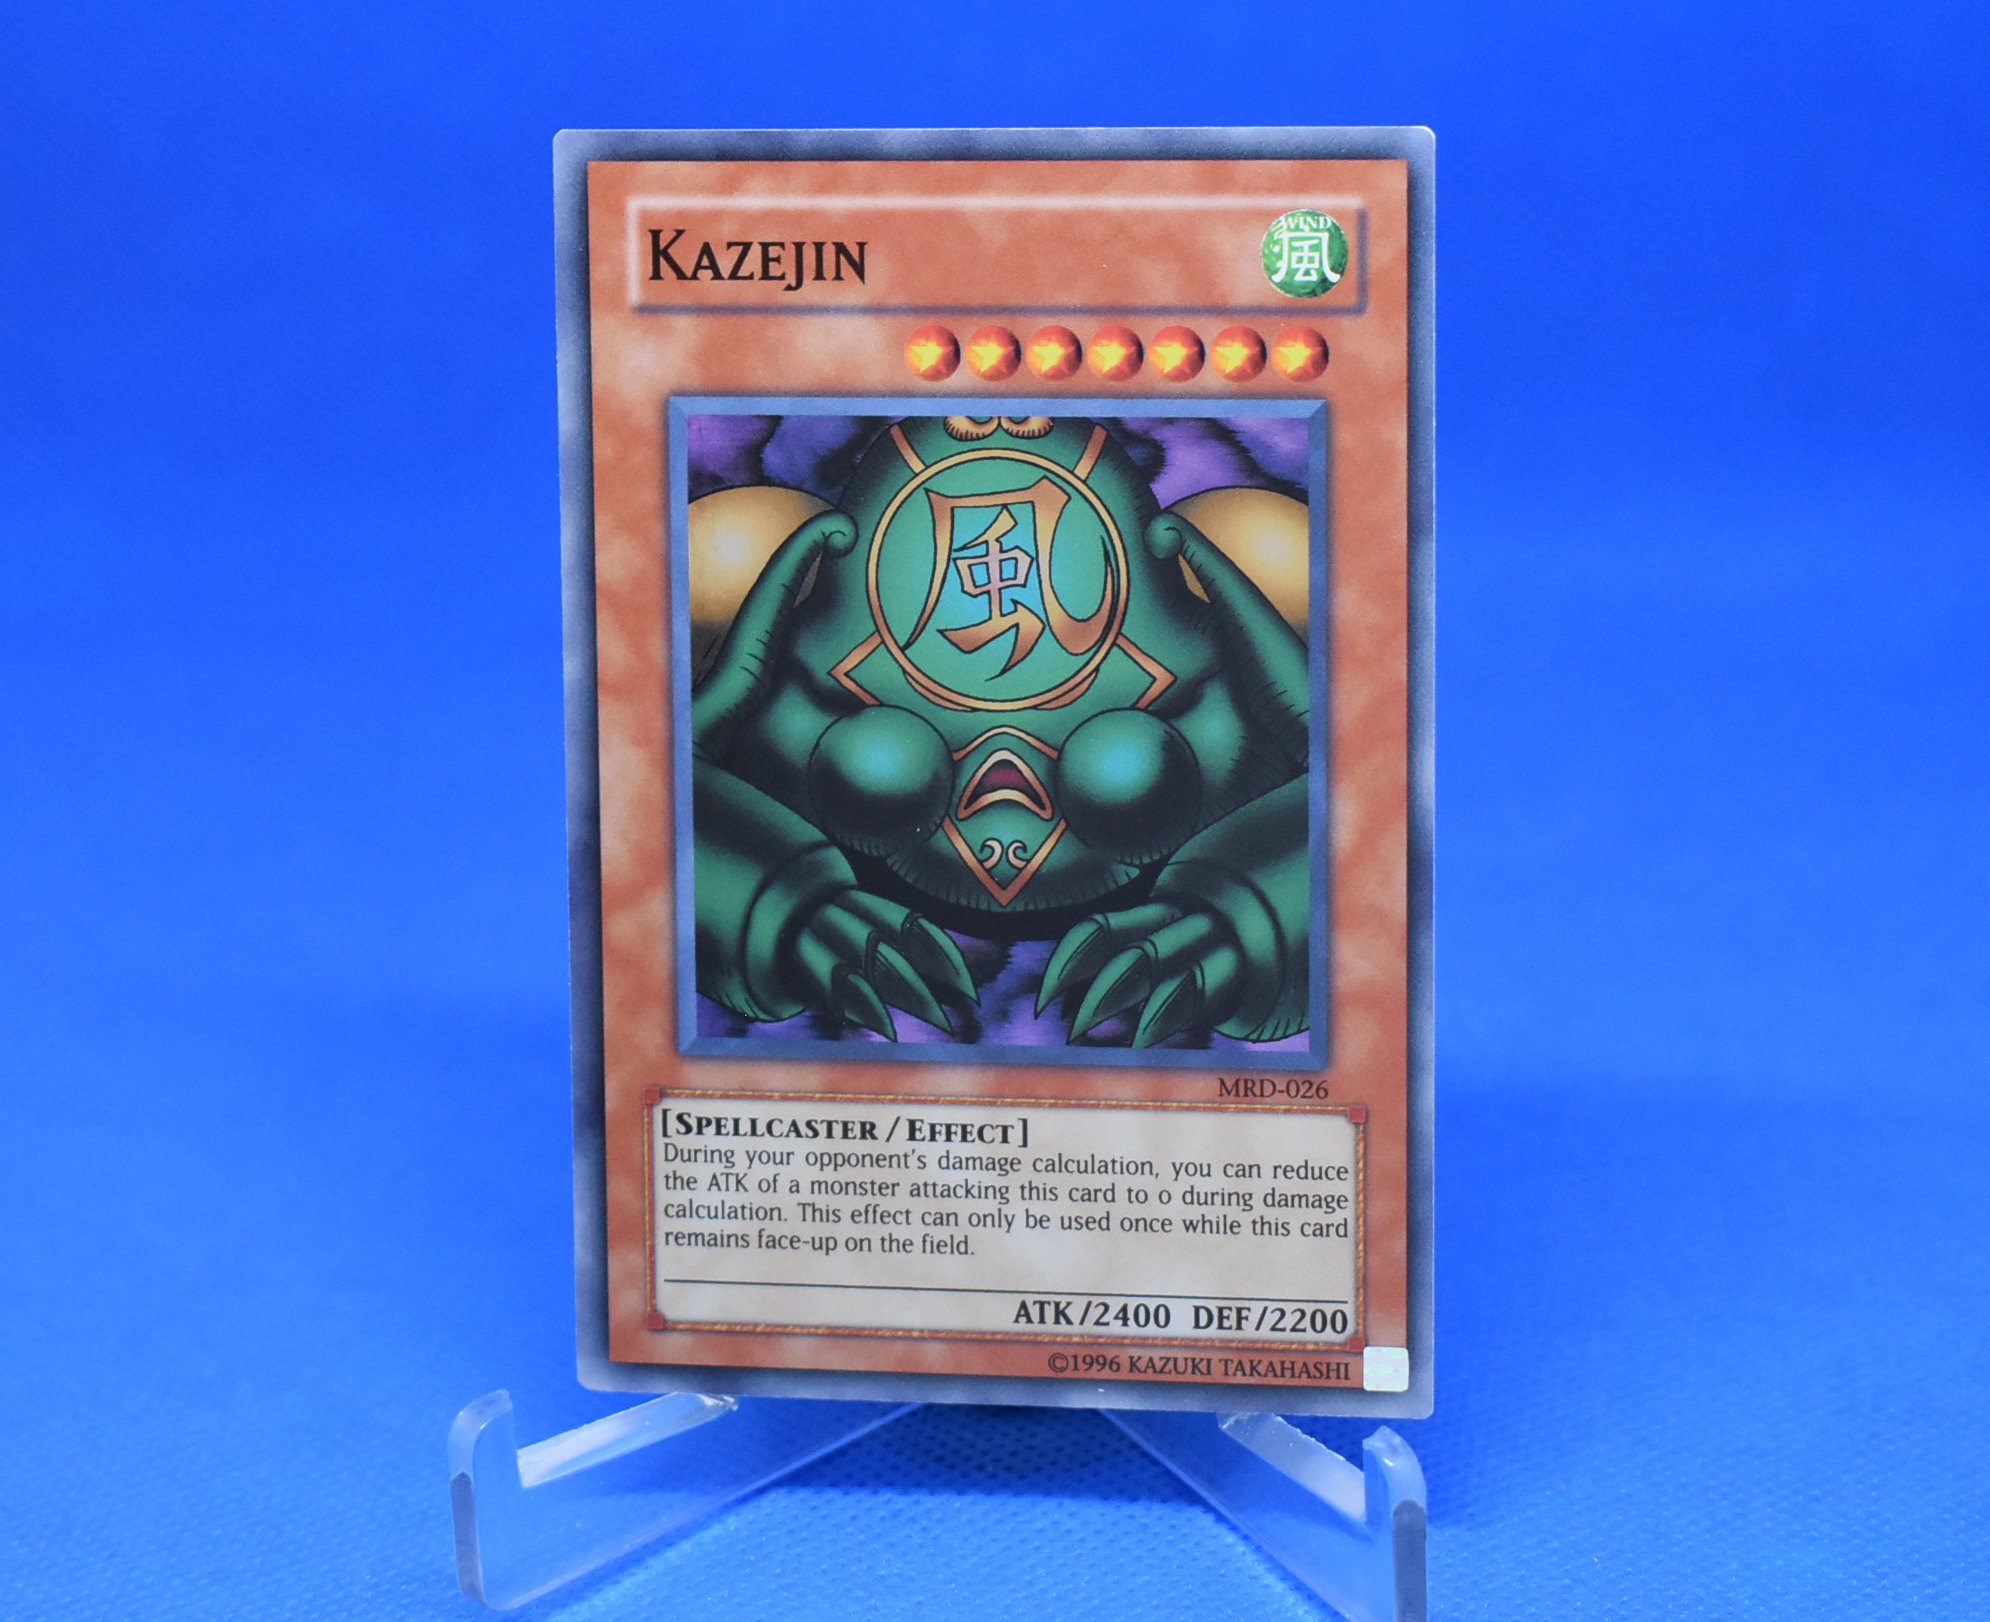 KAZEJIN
WIND
風
風
MRD-026
[SPELLCASTER / EFFECT]
During your opponent's damage calculation, you can reduce
the ATK of a monster attacking this card to 0 during damage
calculation. This effect can only be used once while this card
remains face-up on the field.
ATK/2400 DEF/2200
©1996 KAZUKI TAKAHASHI